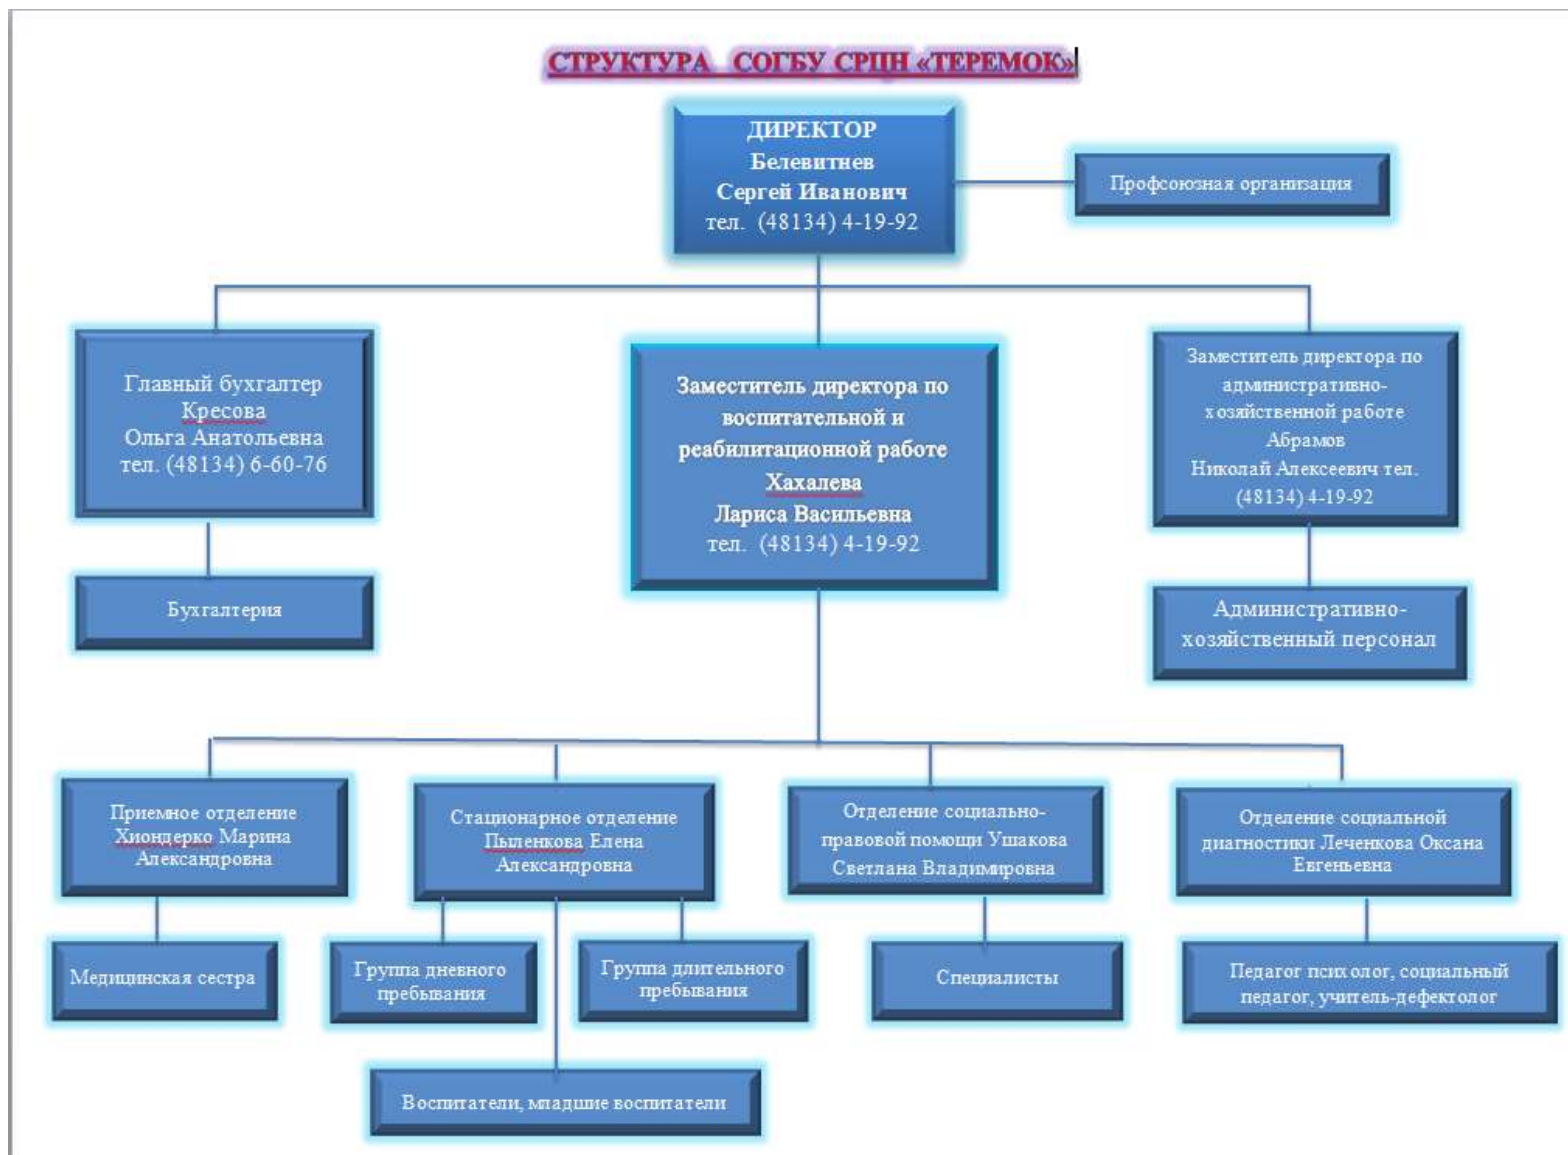 СТРУКТУРА СОГБУ СРЦН «ТЕРЕМОК»
ДИРЕКТОР
Белевитнев
Сергей Иванович
тел. (48134) 4-19-92
Профсоюзная организация
Главный бухгалтер
Кресова
Ольга Анатольевна
тел. (48134) 6-60-76
Заместитель директора по
воспитательной и
реабилитационной работе
Хахалева
Лариса Васильевна
тел. (48134) 4-19-92
Заместитель директора по
административно-
хозяйственной работе
Абрамов
Николай Алексеевич тел.
(48134) 4-19-92
Бухгалтерия
Административно-
хозяйственный персонал
Приемное отделение
Хиондерко Марина
Александровна
Стационарное отделение
Пыленкова Елена
Александровна
Отделение социально-
правовой помощи Ушакова
Светлана Владимировна
Отделение социальной
диагностики Леченкова Оксана
Евгеньевна
Медицинская сестра
Группа дневного
пребывания
Группа длительного
пребывания
Специалисты
Педагог психолог, социальный
педагог, учитель-дефектолог
Воспитатели, младшие воспитатели